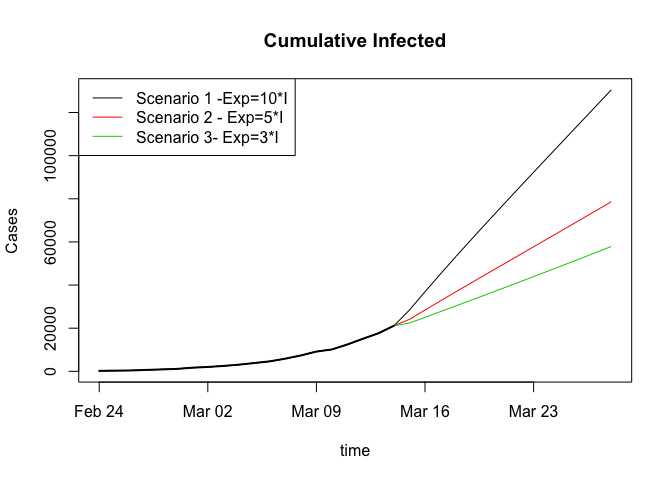 Cumulative Infected
Scenario 1 -Exp=10*I
Scenario 2 - Exp=5*I
Scenario 3- Exp=3*I
Cases
100000
60000
20000
0
Feb 24 Mar 02 Mar 09 Mar 16 Mar 23
time